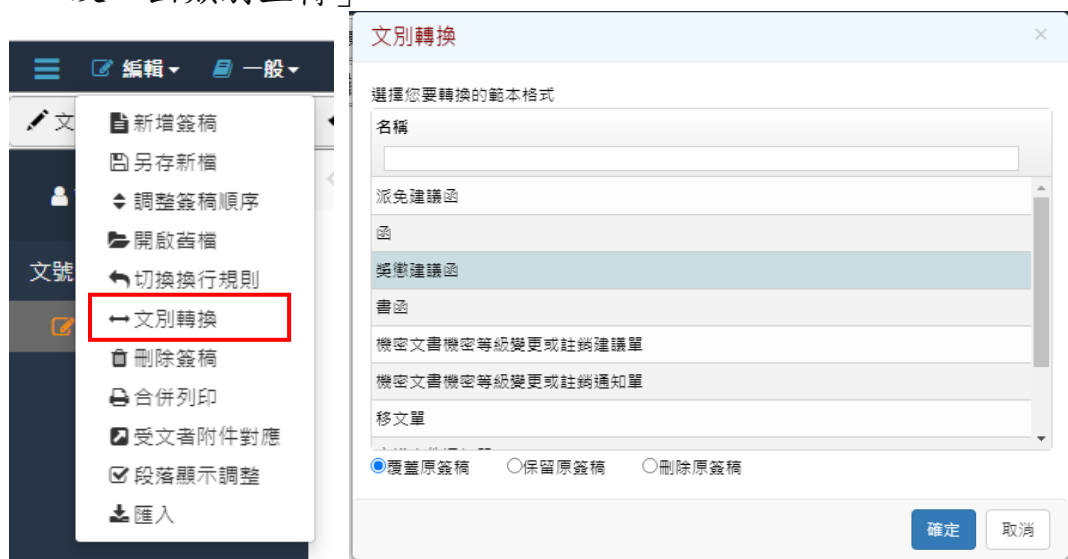 類別上傳」
編輯 一般
文
新增簽稿
另存新檔
調整簽稿順序
開啟舊檔
文號
切換換行規則
文別轉換
刪除簽稿
合併列印
受文者附件對應
段落顯示調整
匯入
文別轉換 ×
選擇您要轉換的範本格式
名稱
派免建議函
函
獎懲建議函
書函
機密文書機密等級變更或註銷建議單
機密文書機密等級變更或註銷通知單
移文單
覆蓋原簽稿 保留原簽稿 刪除原簽稿
確定 取消